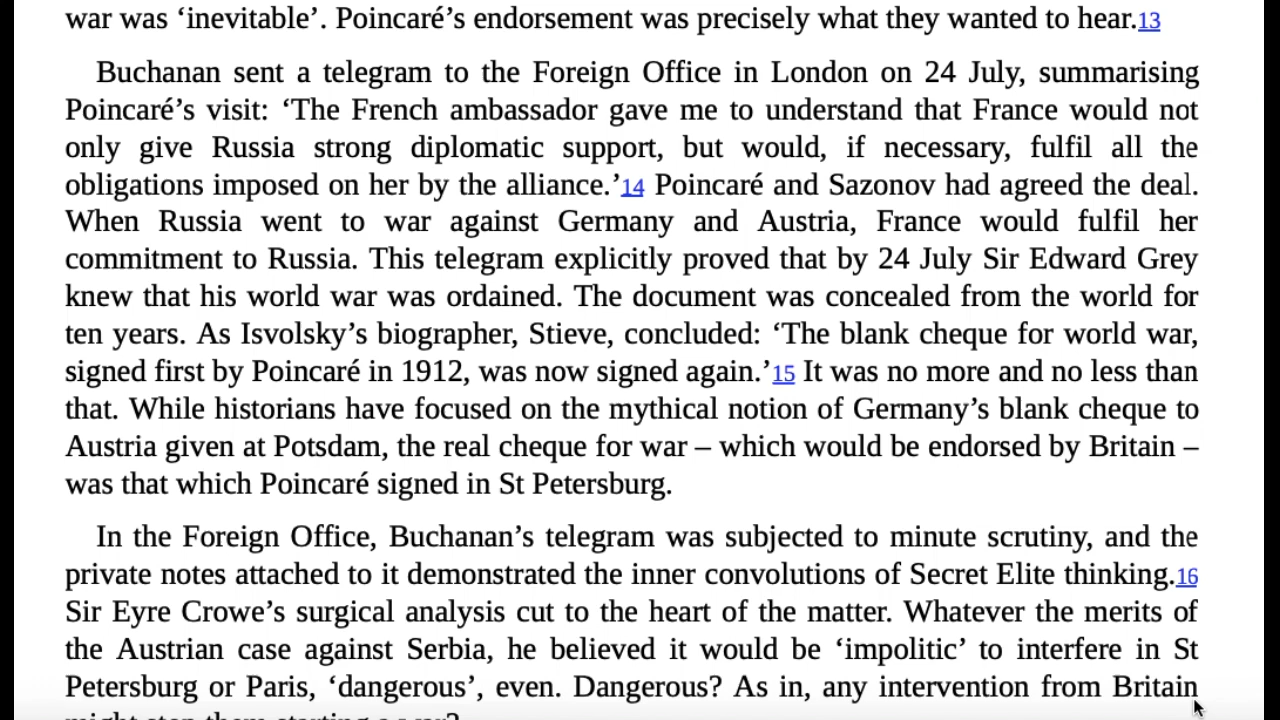 war was ‘inevitable’. Poincaré’s endorsement was precisely what they wanted to hear.13
Buchanan sent a telegram to the Foreign Office in London on 24 July, summarising
Poincaré’s visit: ‘The French ambassador gave me to understand that France would not
only give Russia strong diplomatic support, but would, if necessary, fulfil all the
obligations imposed on her by the alliance.’14 Poincaré and Sazonov had agreed the deal.
When Russia went to war against Germany and Austria, France would fulfil her
commitment to Russia. This telegram explicitly proved that by 24 July Sir Edward Grey
knew that his world war was ordained. The document was concealed from the world for
ten years. As Isvolsky’s biographer, Stieve, concluded: ‘The blank cheque for world war,
signed first by Poincaré in 1912, was now signed again.’15 It was no more and no less than
that. While historians have focused on the mythical notion of Germany’s blank cheque to
Austria given at Potsdam, the real cheque for war – which would be endorsed by Britain –
was that which Poincaré signed in St Petersburg.
In the Foreign Office, Buchanan’s telegram was subjected to minute scrutiny, and the
private notes attached to it demonstrated the inner convolutions of Secret Elite thinking.16
Sir Eyre Crowe’s surgical analysis cut to the heart of the matter. Whatever the merits of
the Austrian case against Serbia, he believed it would be ‘impolitic’ to interfere in St
Petersburg or Paris, ‘dangerous’, even. Dangerous? As in, any intervention from Britain
might stop them starting a war?